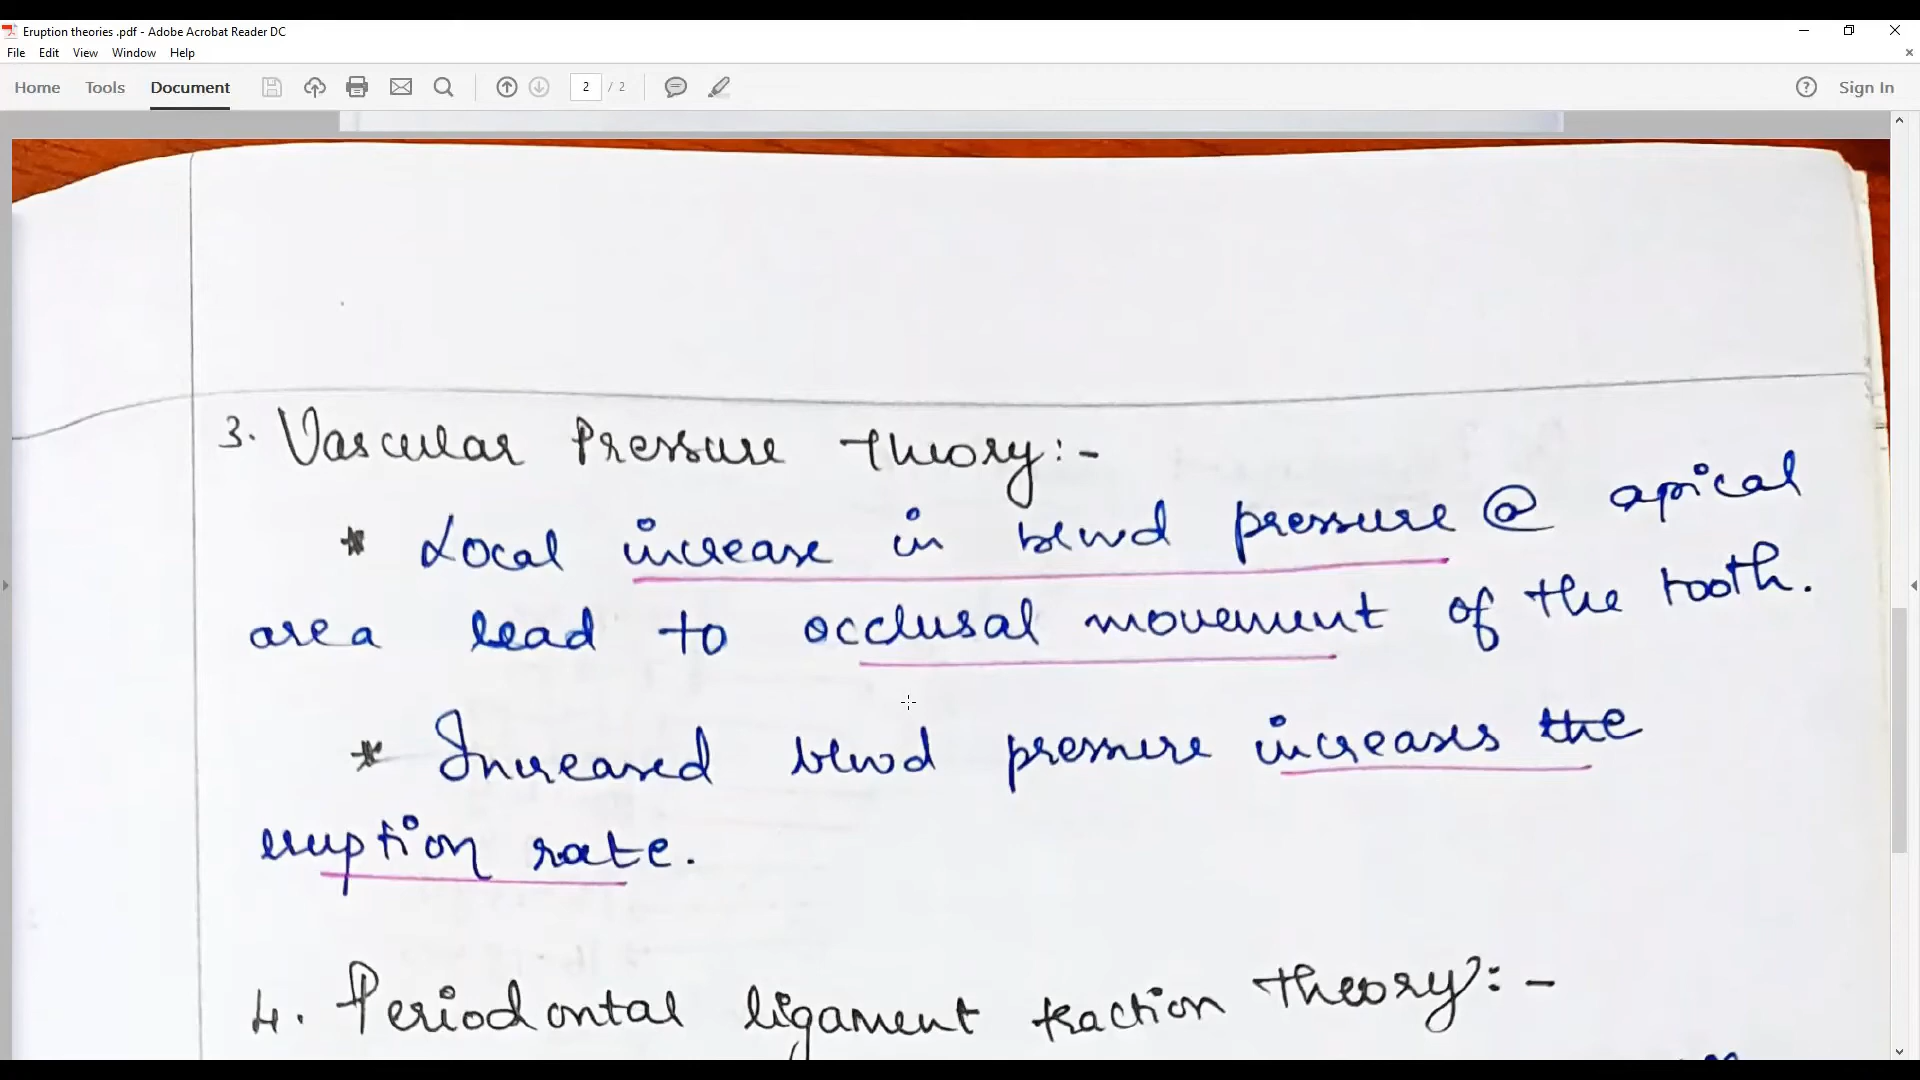 Eruption theories .pdf - Adobe Acrobat Reader DC
File Edit View Window Help
Home Tools Document 2 / 2 Sign In
3. Vascular Pressure Theory:-
* Local increase in blood pressure @ apical
area lead to occlusal movement of the tooth.
* Increased blood pressure increases the
eruption rate.
4. Periodontal ligament traction theory:-